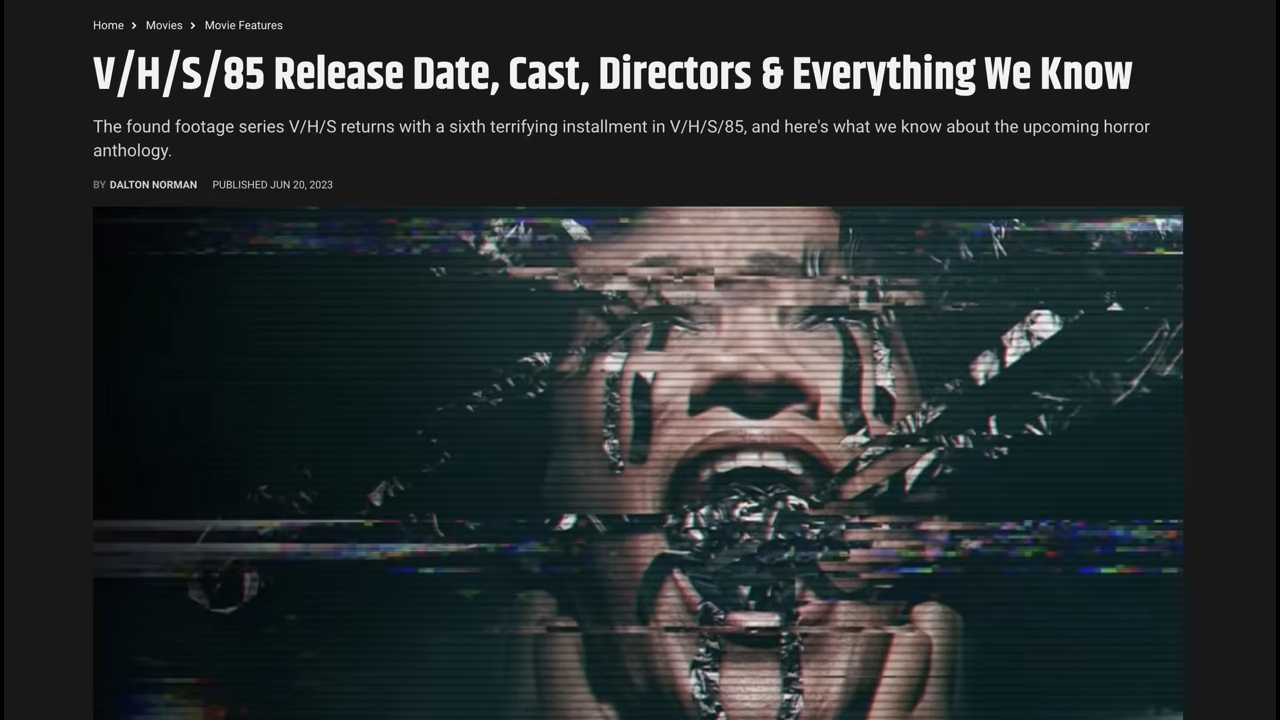 Home > Movies > Movie Features
V/H/S/85 Release Date, Cast, Directors & Everything We Know
The found footage series V/H/S returns with a sixth terrifying installment in V/H/S/85, and here's what we know about the upcoming horror
anthology.
BY DALTON NORMAN PUBLISHED JUN 20, 2023